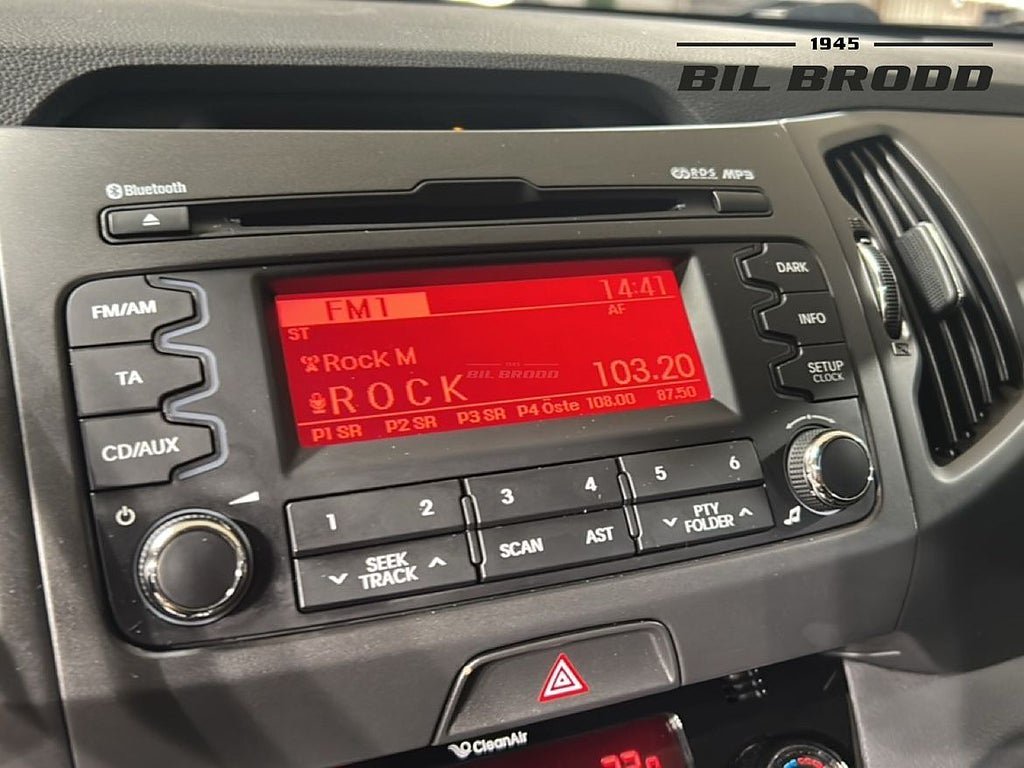 1945
BIL BRODD
Bluetooth
RDS MP3
FM/AM
TA
CD/AUX
FM1
14:41
ST
AF
Rock M
1945
BIL BRODD
ROCK
103.20
P1 SR P2 SR P3 SR P4 Öste 108.00 87.50
DARK
INFO
SETUP
CLOCK
1 2 3 4 5 6
SEEK
TRACK
SCAN AST
PTY
FOLDER
CleanAir